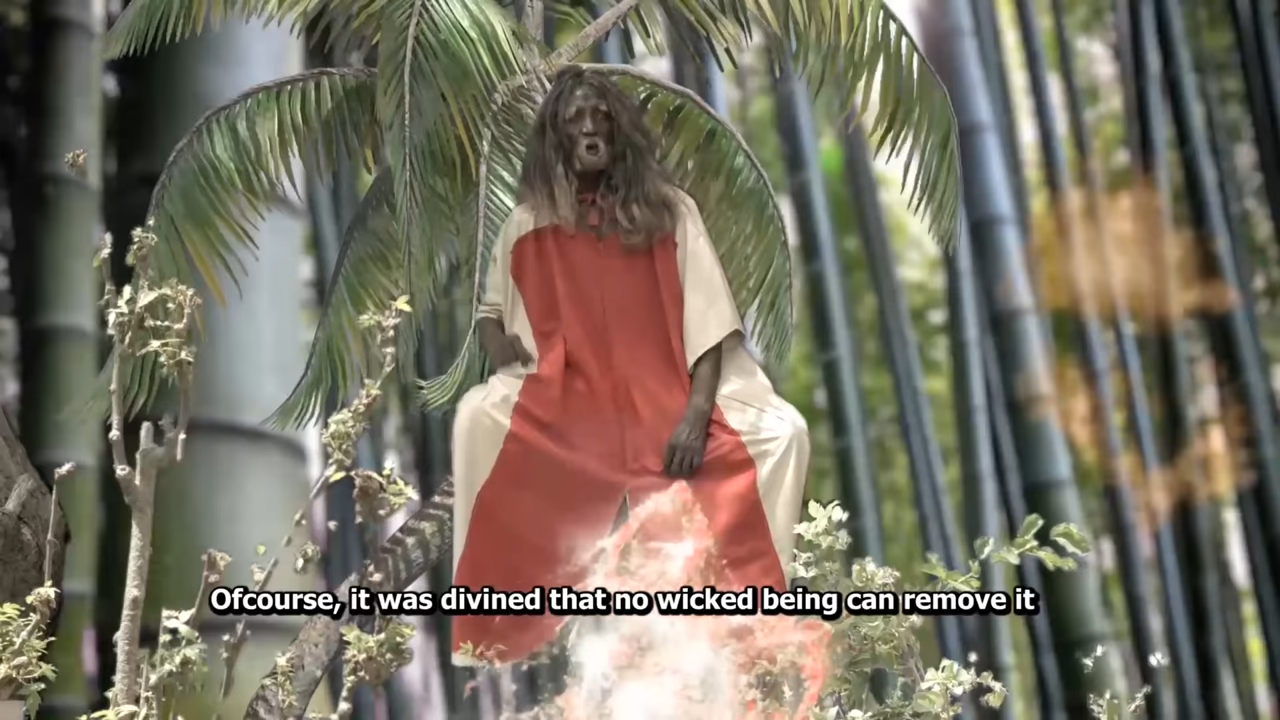 Ofcourse, it was divined that no wicked being can remove it